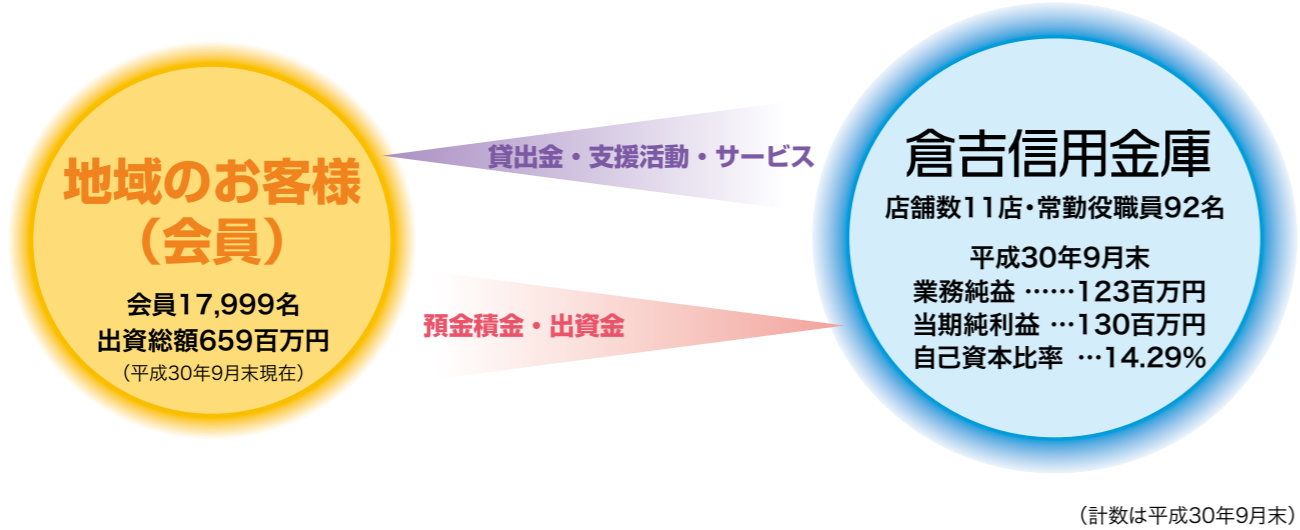 地域のお客様
（会員）
会員17,999名
出資総額659百万円
（平成30年9月末現在）
貸出金・支援活動・サービス
預金積金・出資金
倉吉信用金庫
店舗数11店・常勤役職員92名
平成30年9月末
業務純益 ……123百万円
当期純利益 …130百万円
自己資本比率 …14.29%
（計数は平成30年9月末）